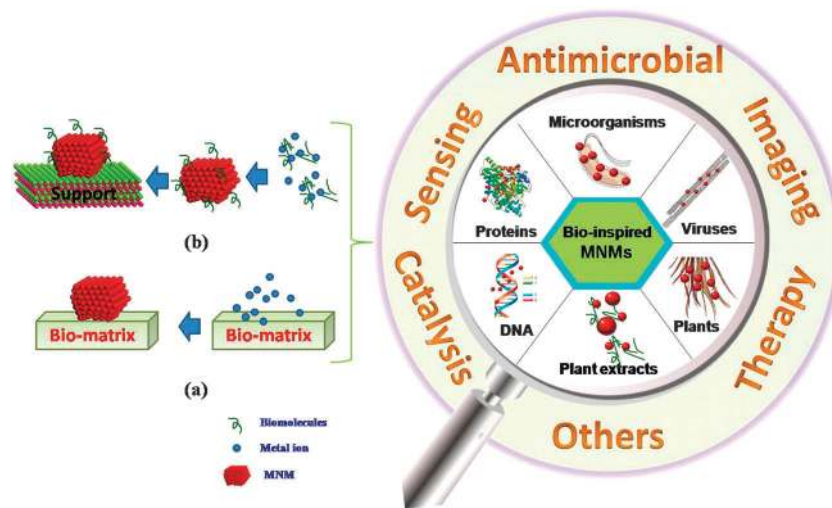 Antimicrobial
Sensing
Imaging
Catalysis
Therapy
Others
Microorganisms
Proteins
Viruses
Bio-inspired
MNMs
DNA
Plants
Plant extracts
Support
(b)
Bio-matrix
Bio-matrix
(a)
Biomolecules
Metal ion
MNM